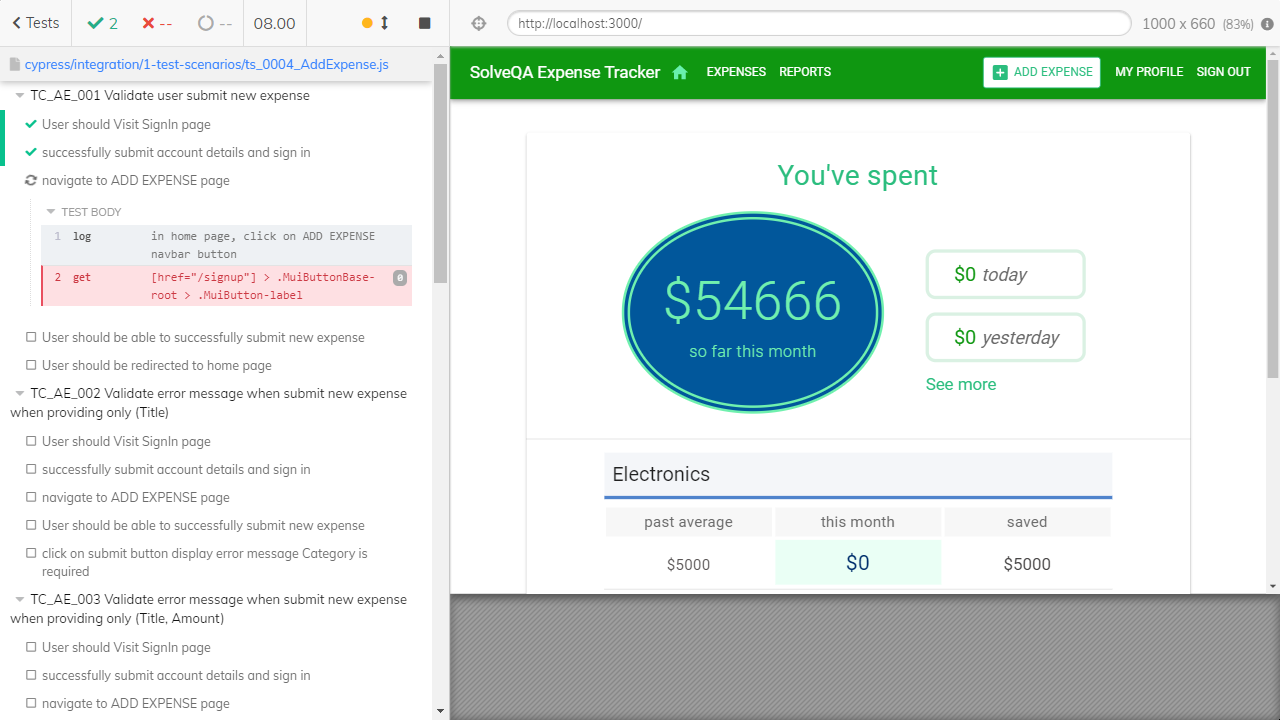 Tests
2
--
--
08.00
http://localhost:3000/
1000 x 660 (83%)
cypress/integration/1-test-scenarios/ts_0004_AddExpense.js
TC_AE_001 Validate user submit new expense
User should Visit SignIn page
successfully submit account details and sign in
navigate to ADD EXPENSE page
TEST BODY
1 log in home page, click on ADD EXPENSE
navbar button
2 get [href="/signup"] > .MuiButtonBase-
root > .MuiButton-label
0
User should be able to successfully submit new expense
User should be redirected to home page
TC_AE_002 Validate error message when submit new expense
when providing only (Title)
User should Visit SignIn page
successfully submit account details and sign in
navigate to ADD EXPENSE page
User should be able to successfully submit new expense
click on submit button display error message Category is
required
TC_AE_003 Validate error message when submit new expense
when providing only (Title, Amount)
User should Visit SignIn page
successfully submit account details and sign in
navigate to ADD EXPENSE page
SolveQA Expense Tracker
EXPENSES
REPORTS
ADD EXPENSE
MY PROFILE
SIGN OUT
You've spent
$54666
so far this month
$0 today
$0 yesterday
See more
Electronics
past average
this month
saved
$5000
$0
$5000